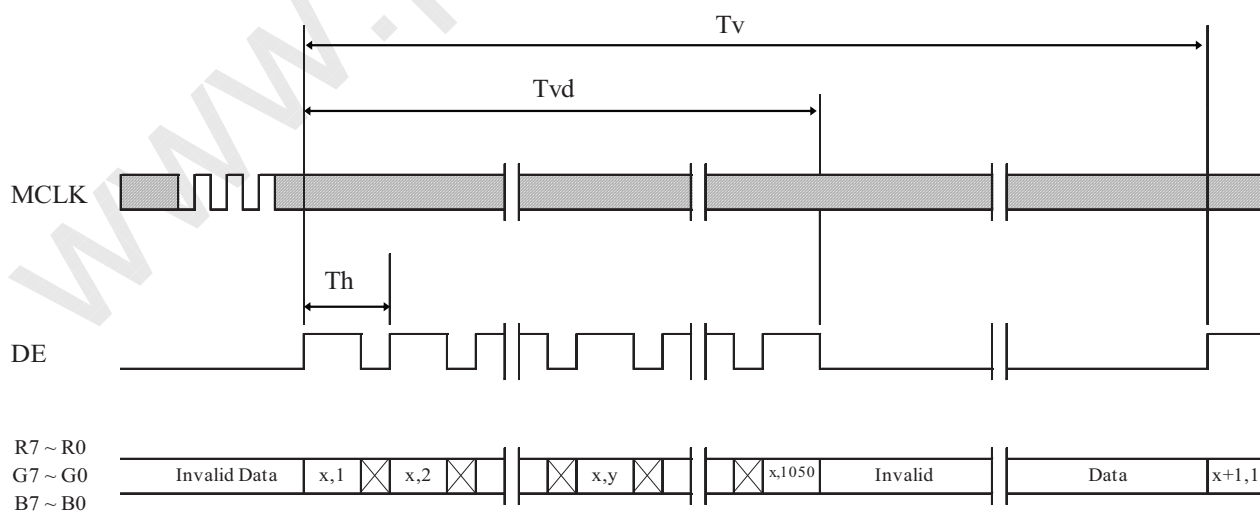 Tv
Tvd
MCLK
Th
DE
R7 ~ R0
G7 ~ G0
B7 ~ B0
Invalid Data
x,1
x,2
x,y
x,1050
Invalid
Data
x+1,1
www.